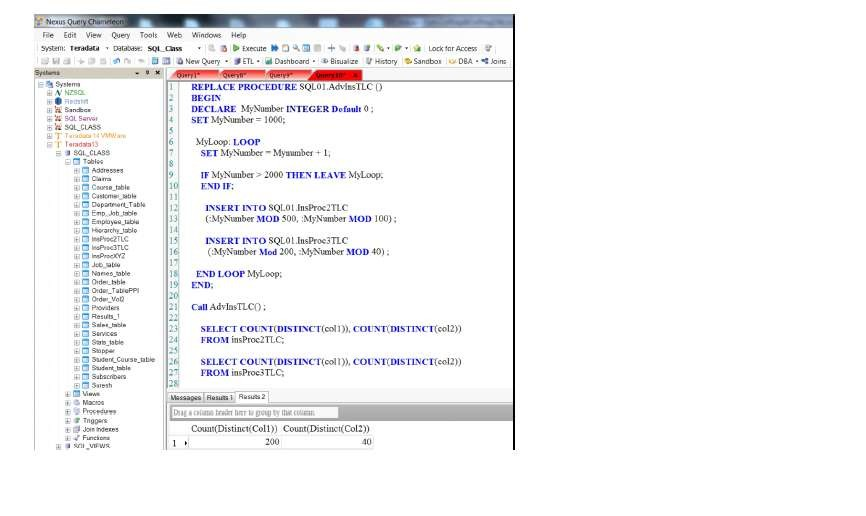 Nexus Query Chameleon
File Edit View Query Tools Web Windows Help
System: Teradata Database: SQL_Class Execute Lock for Access
New Query ETL Dashboard Bisualize History Sandbox DBA Joins
Systems
Query1* Query8* Query9*
Systems
NZSQL
Redshift
Sandbox
SQL Server
SQL_CLASS
Teradata 14 VMWare
Teradata13
SQL_CLASS
Tables
Addresses
Claims
Course_table
Customer_table
Department_Table
Emp_Job_table
Employee_table
Hierarchy_table
InsProc2TLC
InsProc3TLC
InsProcXYZ
Job_table
Names_table
Order_table
Order_TablePPI
Order_Vol2
Providers
Results_1
Sales_table
Services
Stats_table
Stopper
Student_Course_table
Student_table
Subscribers
Suresh
Views
Macros
Procedures
Triggers
Join Indexes
Functions
SQL_VIEWS
1 REPLACE PROCEDURE SQL01.AdvInsTLC ()
2 BEGIN
3 DECLARE MyNumber INTEGER Default 0 ;
4 SET MyNumber = 1000;
5
6 MyLoop: LOOP
7 SET MyNumber = Mynumber + 1;
8
9 IF MyNumber > 2000 THEN LEAVE MyLoop;
10 END IF;
11
12 INSERT INTO SQL01.InsProc2TLC
13 (:MyNumber MOD 500, :MyNumber MOD 100) ;
14
15 INSERT INTO SQL01.InsProc3TLC
16 (:MyNumber Mod 200, :MyNumber MOD 40) ;
17
18 END LOOP MyLoop;
19 END;
20
21 Call AdvInsTLC() ;
22
23 SELECT COUNT(DISTINCT(col1)), COUNT(DISTINCT(col2))
24 FROM insProc2TLC;
25
26 SELECT COUNT(DISTINCT(col1)), COUNT(DISTINCT(col2))
27 FROM insProc3TLC;
28
Messages Results 1 Results 2
Drag a column header here to group by that column.
Count(Distinct(Col1)) Count(Distinct(Col2))
1 200 40